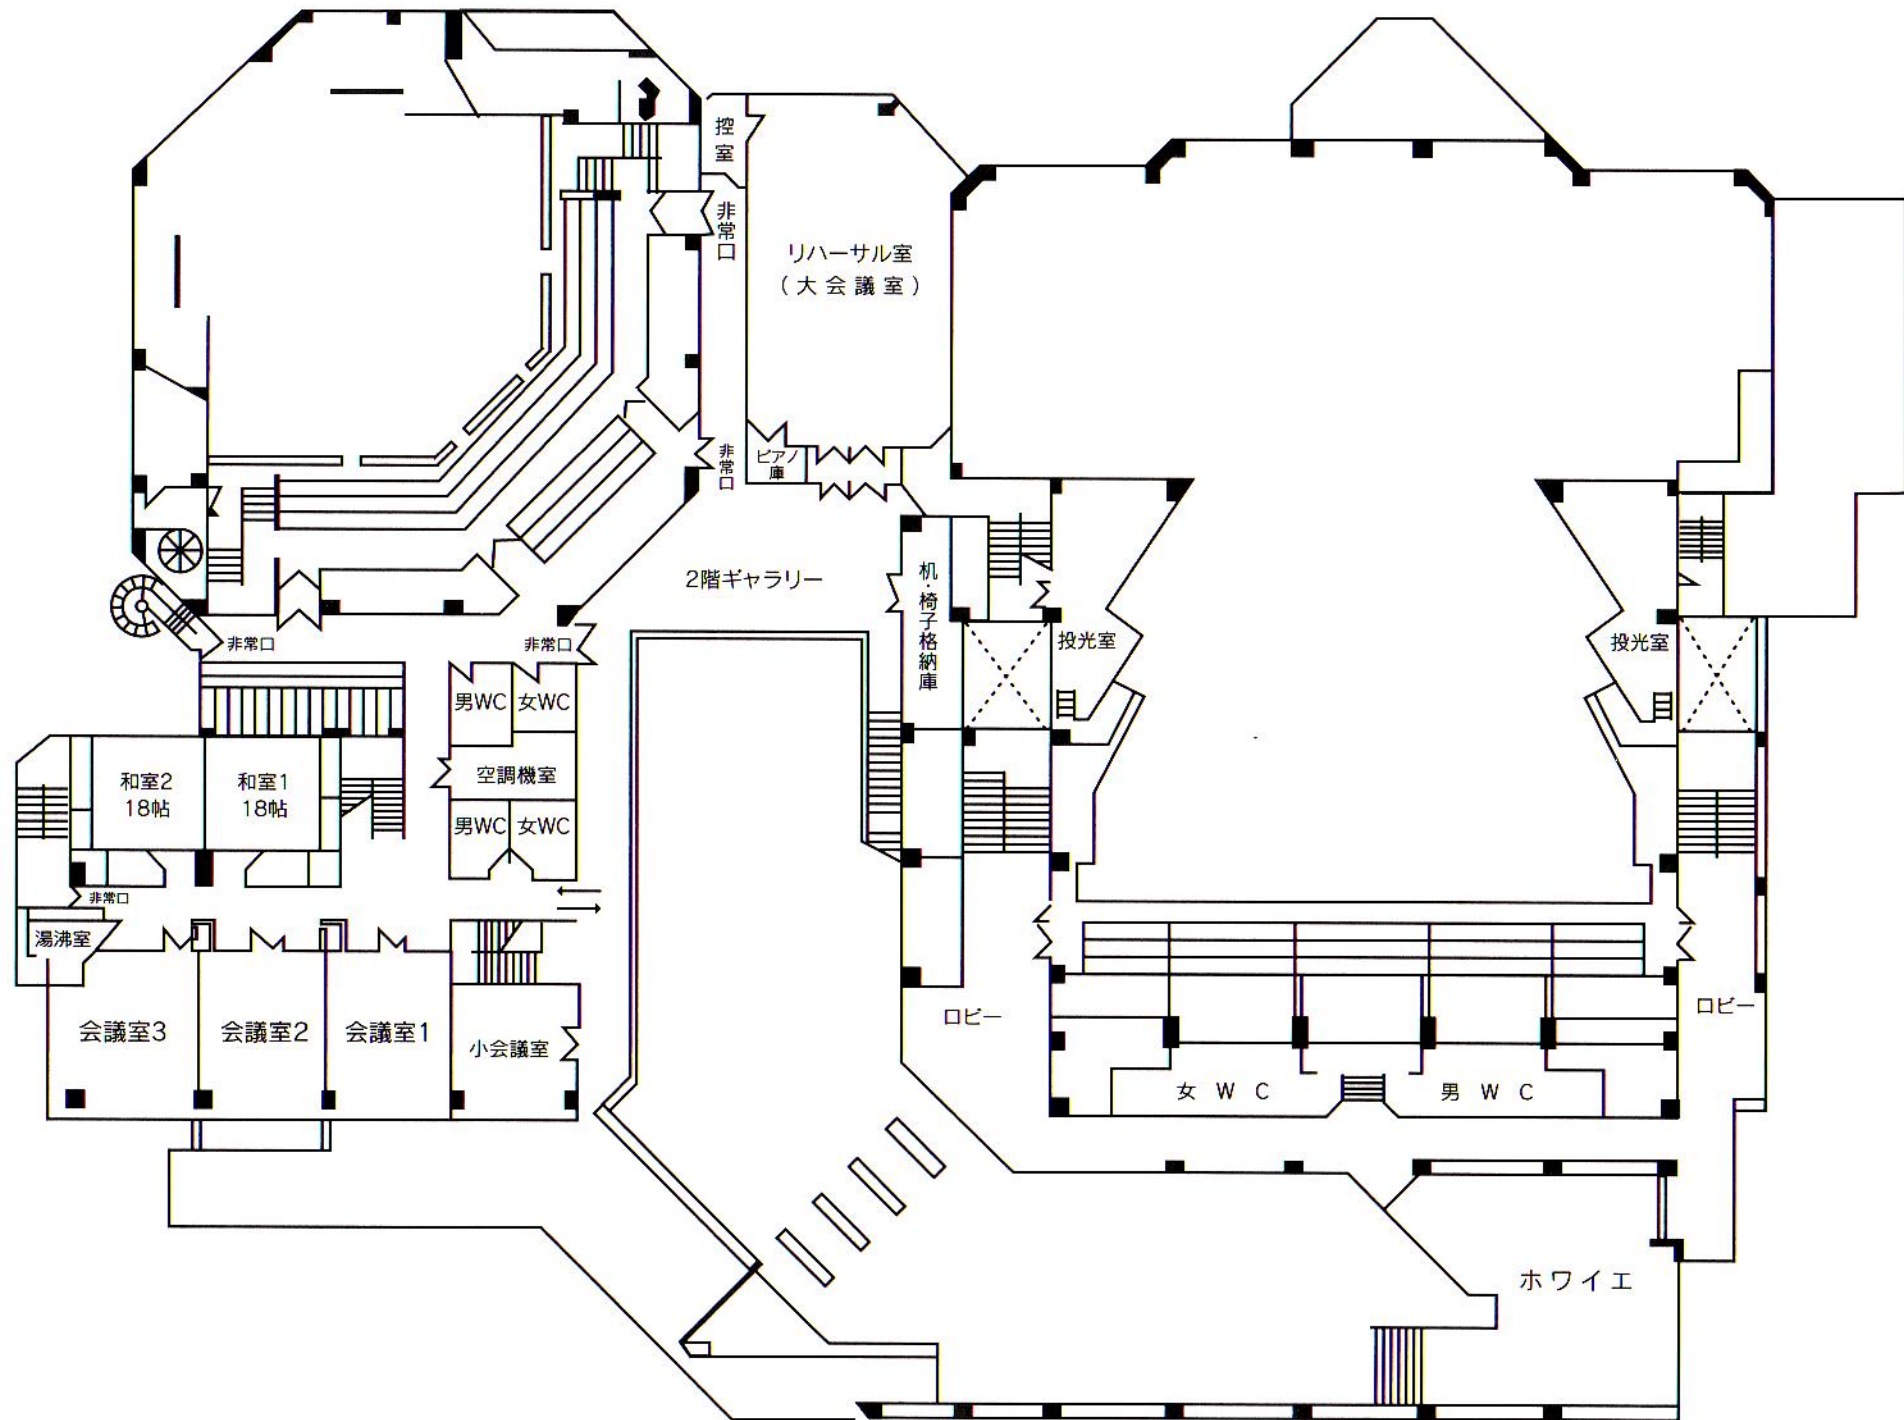 控
室
非常口
リハーサル室
（大会議室）
非常口
ピアノ
庫
2階ギャラリー
机・椅子格納庫
非常口
非常口
投光室
投光室
男WC
女WC
空調機室
男WC
女WC
和室2
18帖
和室1
18帖
非常口
湯沸室
会議室3
会議室2
会議室1
小会議室
ロビー
ロビー
女WC
男WC
ホワイエ